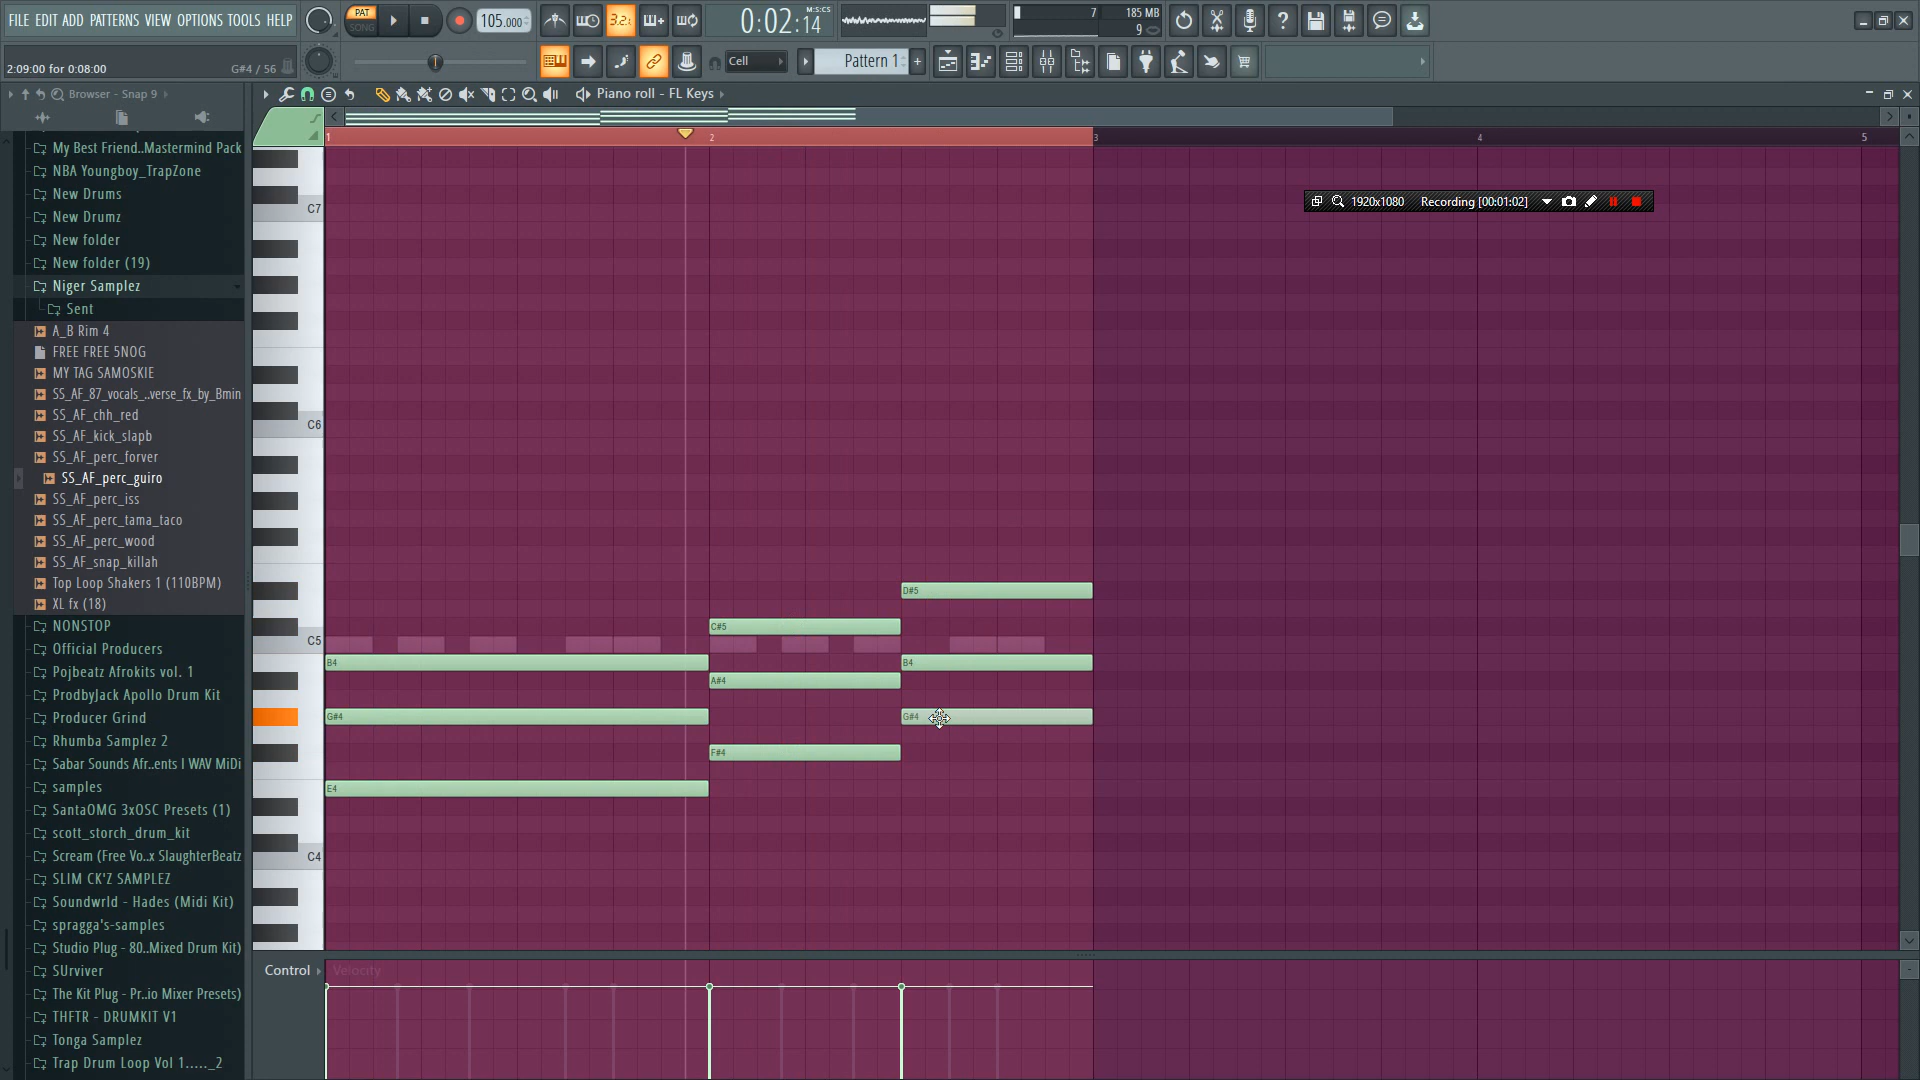 FILE EDIT ADD PATTERNS VIEW OPTIONS TOOLS HELP
PAT
SONG
105.000
3.2.
0:02:14
M:S:CS
7
185 MB
9
2:09:00 for 0:08:00
G#4 / 56
Cell
Pattern 1
Browser - Snap 9
Piano roll - FL Keys
My Best Friend..Mastermind Pack
NBA Youngboy_TrapZone
New Drums
New Drumz
New folder
New folder (19)
Niger Samplez
Sent
A_B Rim 4
FREE FREE 5NOG
MY TAG SAMOSKIE
SS_AF_87_vocals_..verse_fx_by_Bmin
SS_AF_chh_red
SS_AF_kick_slapb
SS_AF_perc_forver
SS_AF_perc_guiro
SS_AF_perc_iss
SS_AF_perc_tama_taco
SS_AF_perc_wood
SS_AF_snap_killah
Top Loop Shakers 1 (110BPM)
XL fx (18)
NONSTOP
Official Producers
Pojbeatz Afrokits vol. 1
ProdbyJack Apollo Drum Kit
Producer Grind
Rhumba Samplez 2
Sabar Sounds Afr..ents I WAV MiDi
samples
SantaOMG 3xOSC Presets (1)
scott_storch_drum_kit
Scream (Free Vo..x SlaughterBeatz
SLIM CK'Z SAMPLEZ
Soundwrld - Hades (Midi Kit)
spragga's-samples
Studio Plug - 80..Mixed Drum Kit)
SUrviver
The Kit Plug - Pr..io Mixer Presets)
THFTR - DRUMKIT V1
Tonga Samplez
Trap Drum Loop Vol 1....._2
1
2
3
4
5
1920x1080 Recording [00:01:02]
C7
C6
C5
C4
D#5
C#5
B4
B4
A#4
G#4
G#4
F#4
E4
Control
Velocity